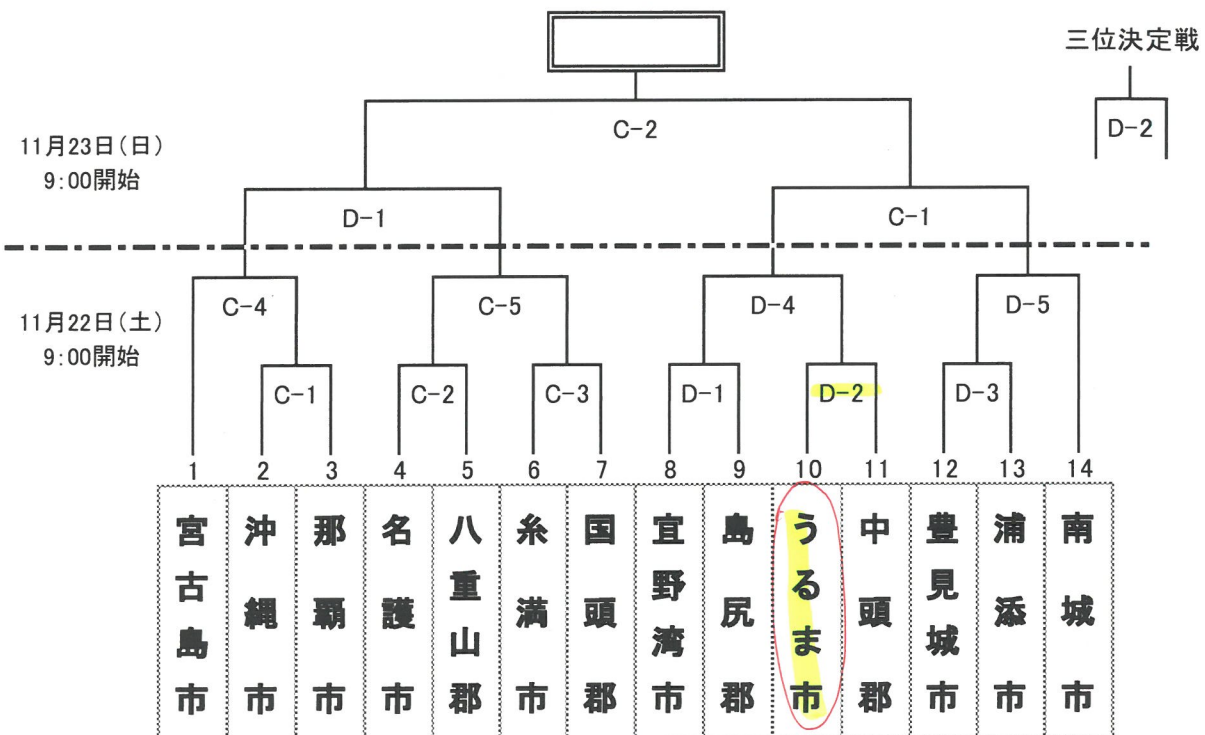 三位決定戦
C-2
D-2
11月23日(日)
9:00開始
D-1
C-1
11月22日(土)
9:00開始
C-4
C-5
D-4
D-5
C-1
C-2
C-3
D-1
D-2
D-3
1
2
3
4
5
6
7
8
9
10
11
12
13
14
宮古島市
沖縄市
那覇市
名護市
八重山郡
糸満市
国頭郡
宜野湾市
島尻郡
うるま市
中頭郡
豊見城市
浦添市
南城市